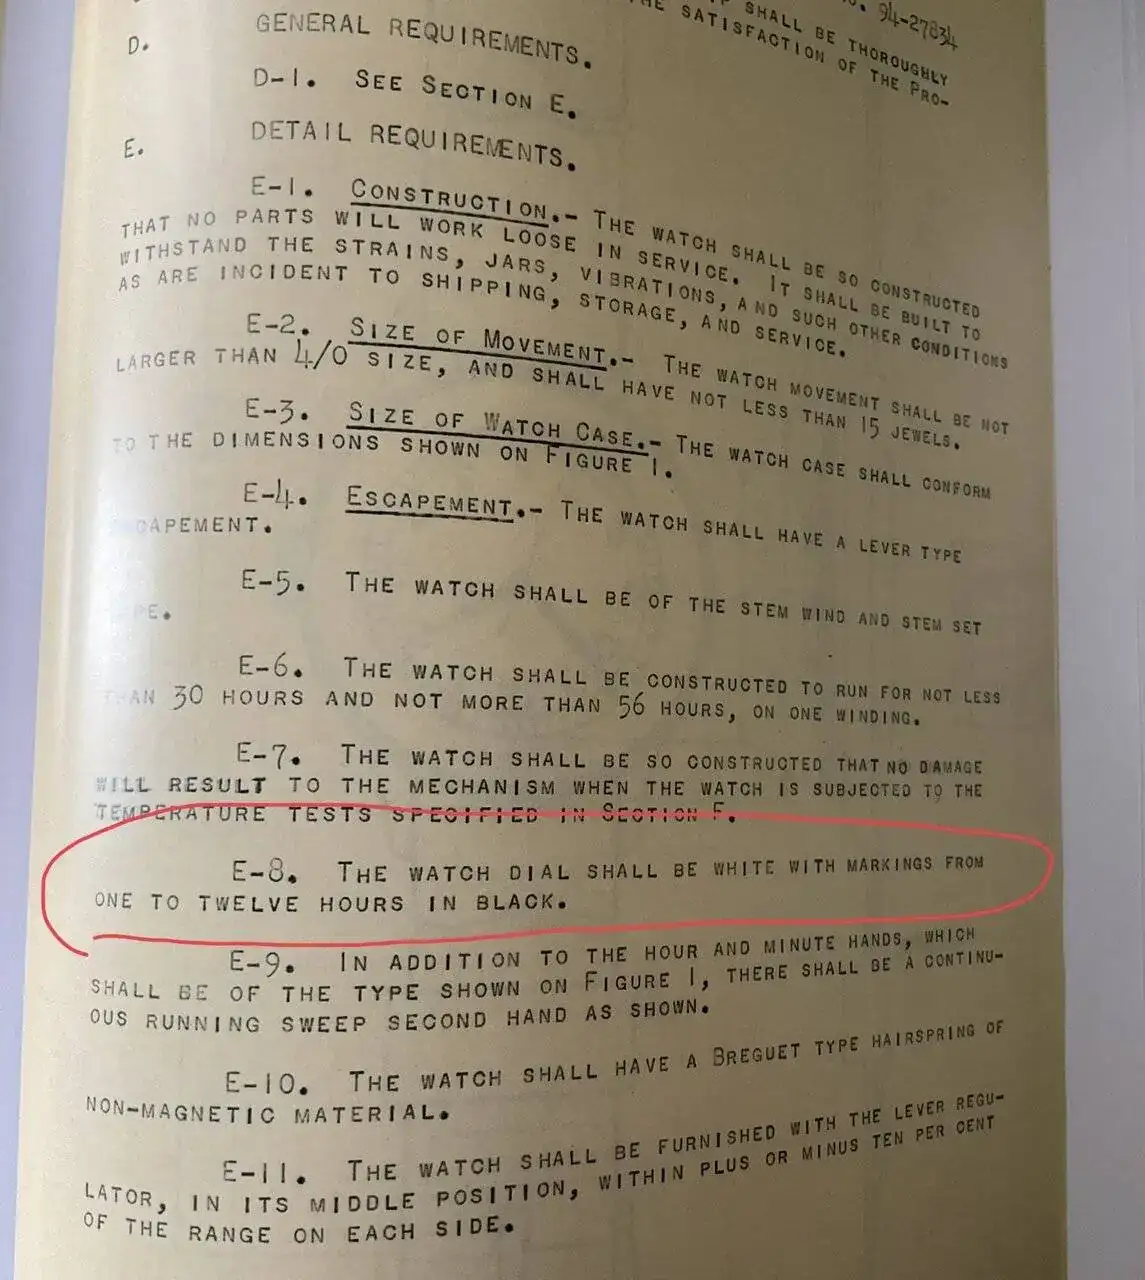 o. 94-27834
SHALL BE THOROUGHLY
THE SATISFACTION OF THE PRO-
D. GENERAL REQUIREMENTS.
D-1. SEE SECTION E.
E. DETAIL REQUIREMENTS.
E-1. CONSTRUCTION.- THE WATCH SHALL BE SO CONSTRUCTED
THAT NO PARTS WILL WORK LOOSE IN SERVICE. IT SHALL BE BUILT TO
WITHSTAND THE STRAINS, JARS, VIBRATIONS, AND SUCH OTHER CONDITIONS
AS ARE INCIDENT TO SHIPPING, STORAGE, AND SERVICE.
E-2. SIZE OF MOVEMENT.- THE WATCH MOVEMENT SHALL BE NOT
LARGER THAN 4/0 SIZE, AND SHALL HAVE NOT LESS THAN 15 JEWELS.
E-3. SIZE OF WATCH CASE.- THE WATCH CASE SHALL CONFORM
TO THE DIMENSIONS SHOWN ON FIGURE 1.
E-4. ESCAPEMENT.- THE WATCH SHALL HAVE A LEVER TYPE
ESCAPEMENT.
E-5. THE WATCH SHALL BE OF THE STEM WIND AND STEM SET
TYPE.
E-6. THE WATCH SHALL BE CONSTRUCTED TO RUN FOR NOT LESS
THAN 30 HOURS AND NOT MORE THAN 56 HOURS, ON ONE WINDING.
E-7. THE WATCH SHALL BE SO CONSTRUCTED THAT NO DAMAGE
WILL RESULT TO THE MECHANISM WHEN THE WATCH IS SUBJECTED TO THE
TEMPERATURE TESTS SPECIFIED IN SECTION F.
E-8. THE WATCH DIAL SHALL BE WHITE WITH MARKINGS FROM
ONE TO TWELVE HOURS IN BLACK.
E-9. IN ADDITION TO THE HOUR AND MINUTE HANDS, WHICH
SHALL BE OF THE TYPE SHOWN ON FIGURE 1, THERE SHALL BE A CONTINU-
OUS RUNNING SWEEP SECOND HAND AS SHOWN.
E-10. THE WATCH SHALL HAVE A BREGUET TYPE HAIRSPRING OF
NON-MAGNETIC MATERIAL.
E-11. THE WATCH SHALL BE FURNISHED WITH THE LEVER REGU-
LATOR, IN ITS MIDDLE POSITION, WITHIN PLUS OR MINUS TEN PER CENT
OF THE RANGE ON EACH SIDE.